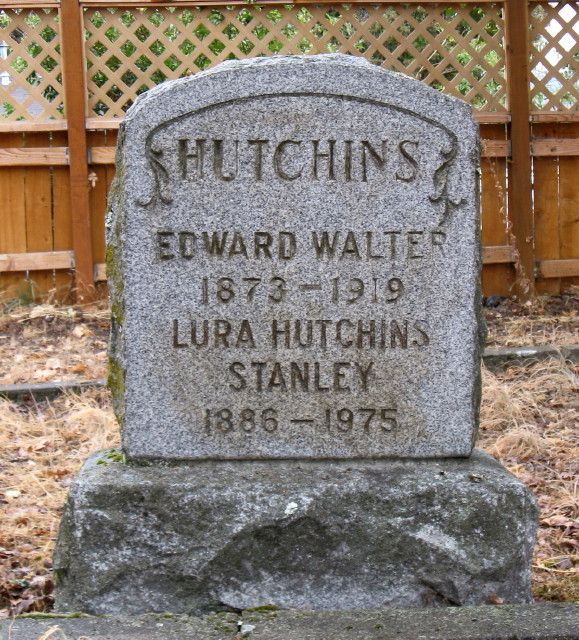 HUTCHINS
EDWARD WALTER
1873 – 1919
LURA HUTCHINS
STANLEY
1886 – 1975